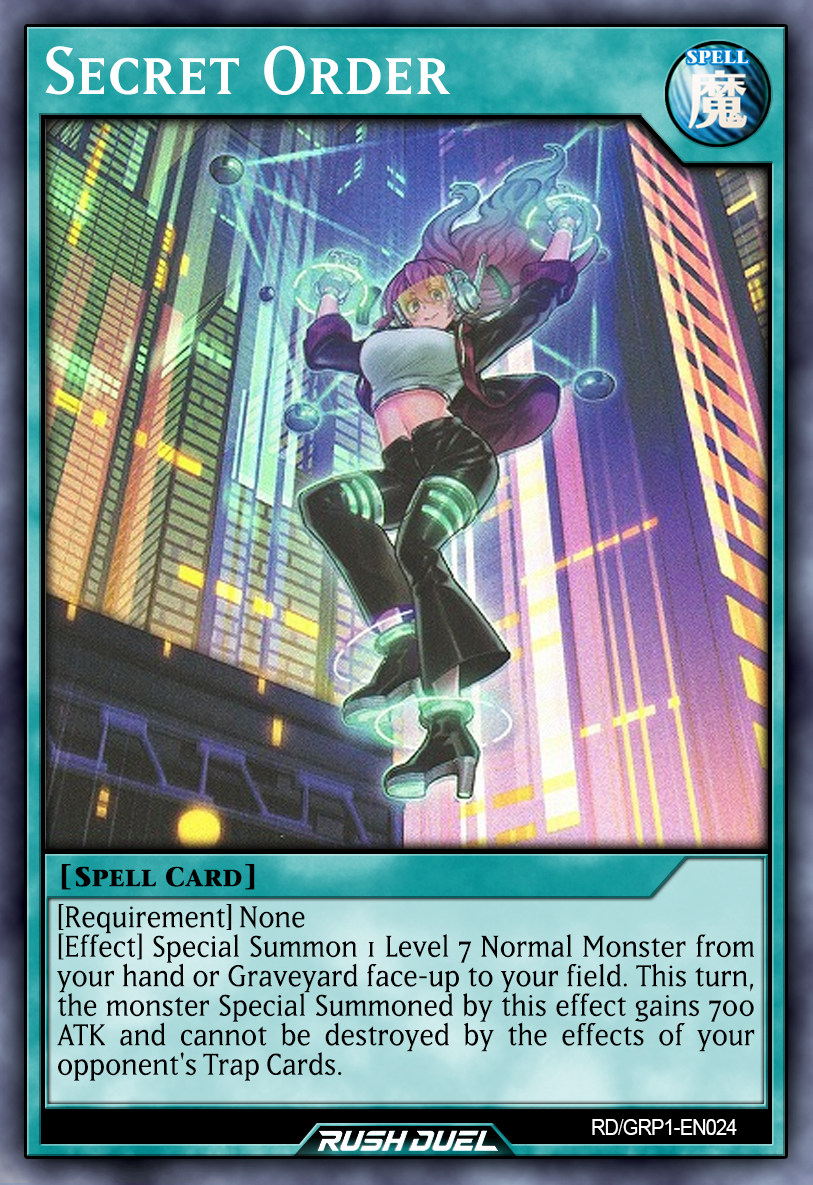 Secret Order
SPELL
魔
[Spell Card]
[Requirement] None
[Effect] Special Summon 1 Level 7 Normal Monster from
your hand or Graveyard face-up to your field. This turn,
the monster Special Summoned by this effect gains 700
ATK and cannot be destroyed by the effects of your
opponent's Trap Cards.
RUSH DUEL
RD/GRP1-EN024